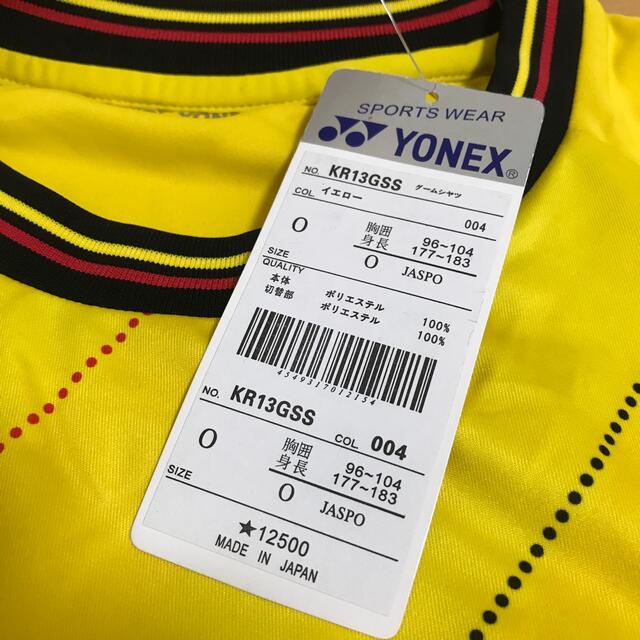 YONEX
SPORTS WEAR
YONEX®
NO. KR13GSS ゲームシャツ
COL イエロー 004
SIZE O 胸囲 96~104
身長 177~183
O JASPO
QUALITY
本体 ポリエステル 100%
切替部 ポリエステル 100%
4549317012154
NO. KR13GSS COL 004
SIZE O 胸囲 96~104
身長 177~183
O JASPO
★12500
MADE IN JAPAN